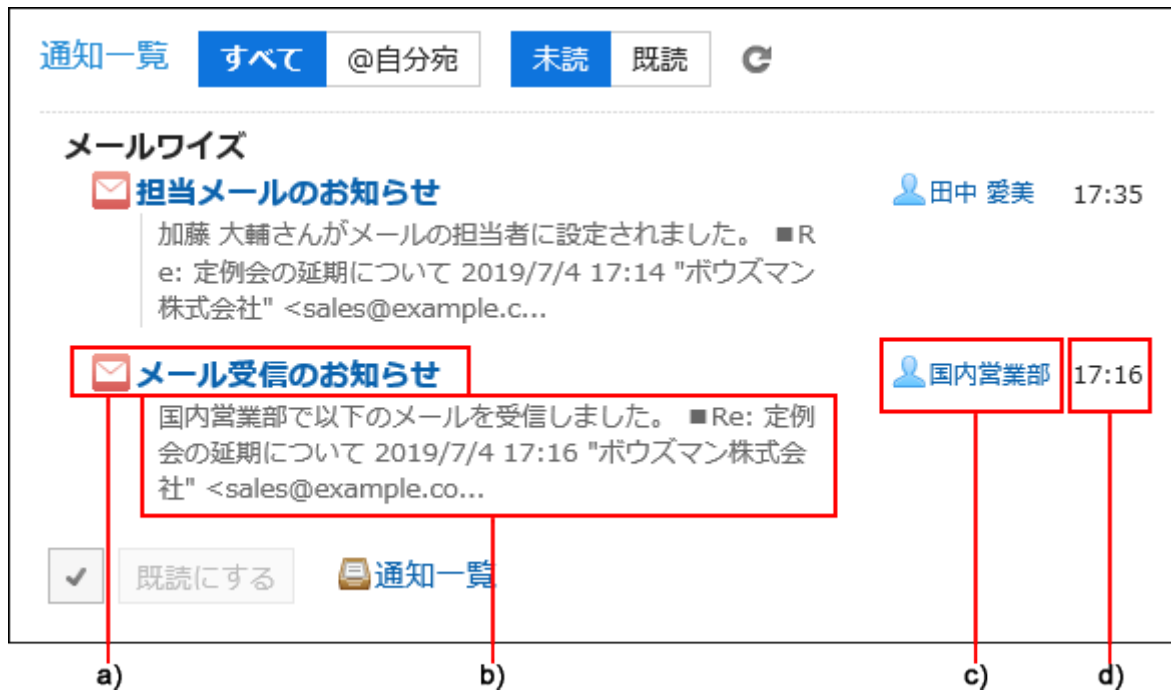 通知一覧 すべて @自分宛 未読 既読
メールワイズ
担当メールのお知らせ 田中 愛美 17:35
加藤 大輔さんがメールの担当者に設定されました。 ■R
e: 定例会の延期について 2019/7/4 17:14 "ボウズマン
株式会社" <sales@example.c...
メール受信のお知らせ 国内営業部 17:16
国内営業部で以下のメールを受信しました。 ■Re: 定例
会の延期について 2019/7/4 17:16 "ボウズマン株式会
社" <sales@example.co...
既読にする 通知一覧
a) b) c) d)